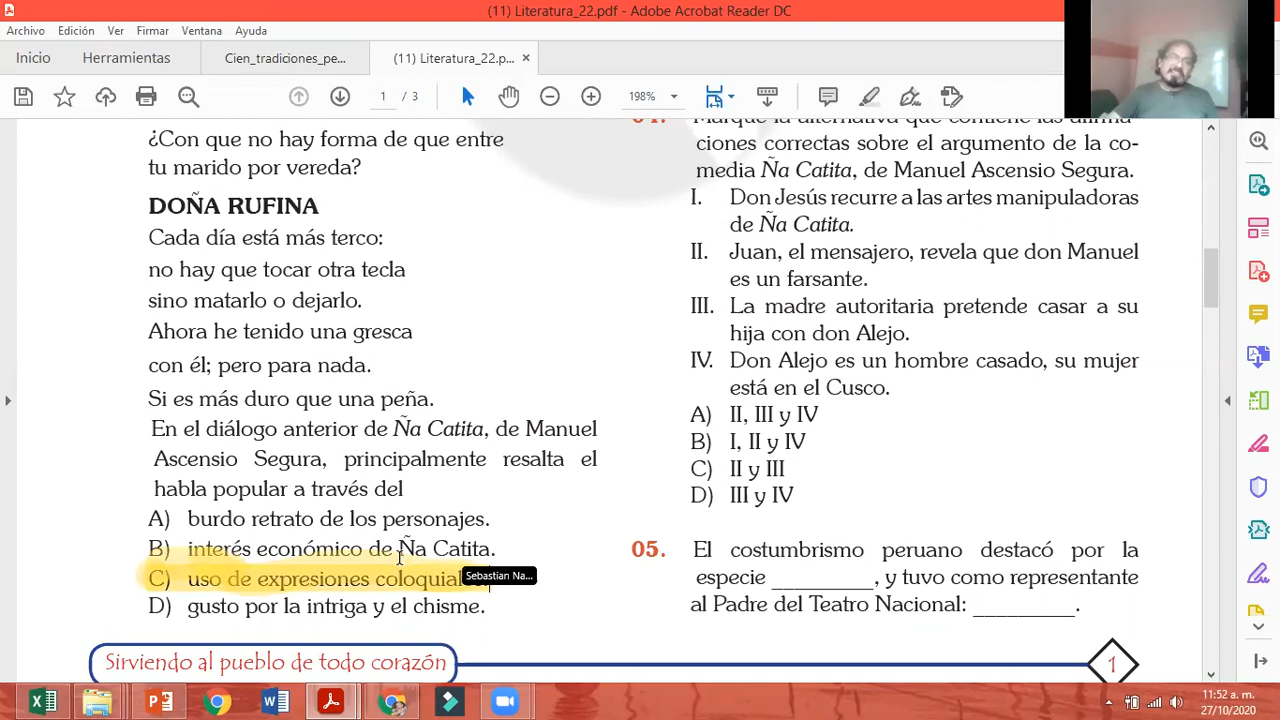 (11) Literatura_22.pdf - Adobe Acrobat Reader DC
Archivo Edición Ver Firmar Ventana Ayuda
Inicio Herramientas Cien_tradiciones_pe... (11) Literatura_22.p... ×
1 / 3 198%
¿Con que no hay forma de que entre
tu marido por vereda?
DOÑA RUFINA
Cada día está más terco:
no hay que tocar otra tecla
sino matarlo o dejarlo.
Ahora he tenido una gresca
con él; pero para nada.
Si es más duro que una peña.
En el diálogo anterior de Ña Catita, de Manuel
Ascensio Segura, principalmente resalta el
habla popular a través del
A) burdo retrato de los personajes.
B) interés económico de Ña Catita.
C) uso de expresiones coloquial
Sebastian Na...
D) gusto por la intriga y el chisme.
04. Marque la alternativa que contiene las afirma-
ciones correctas sobre el argumento de la co-
media Ña Catita, de Manuel Ascensio Segura.
I. Don Jesús recurre a las artes manipuladoras
de Ña Catita.
II. Juan, el mensajero, revela que don Manuel
es un farsante.
III. La madre autoritaria pretende casar a su
hija con don Alejo.
IV. Don Alejo es un hombre casado, su mujer
está en el Cusco.
A) II, III y IV
B) I, II y IV
C) II y III
D) III y IV
05. El costumbrismo peruano destacó por la
especie ________, y tuvo como representante
al Padre del Teatro Nacional: ________.
Sirviendo al pueblo de todo corazón
1
11:52 a. m.
27/10/2020